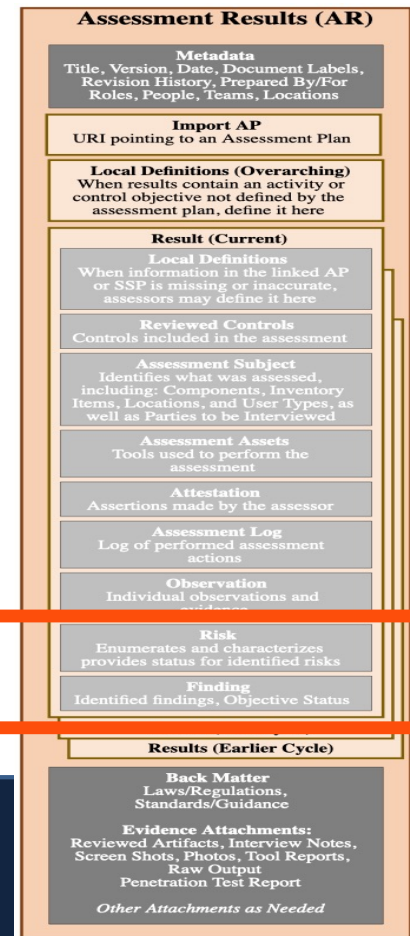 Assessment Results (AR)
Metadata
Title, Version, Date, Document Labels,
Revision History, Prepared By/For
Roles, People, Teams, Locations
Import AP
URI pointing to an Assessment Plan
Local Definitions (Overarching)
When results contain an activity or
control objective not defined by the
assessment plan, define it here
Result (Current)
Local Definitions
When information in the linked AP
or SSP is missing or inaccurate,
assessors may define it here
Reviewed Controls
Controls included in the assessment
Assessment Subject
Identifies what was assessed,
including: Components, Inventory
Items, Locations, and User Types, as
well as Parties to be Interviewed
Assessment Assets
Tools used to perform the
assessment
Attestation
Assertions made by the assessor
Assessment Log
Log of performed assessment
actions
Observation
Individual observations and
Risk
Enumerates and characterizes
provides status for identified risks
Finding
Identified findings, Objective Status
Results (Earlier Cycle)
Back Matter
Laws/Regulations,
Standards/Guidance
Evidence Attachments:
Reviewed Artifacts, Interview Notes,
Screen Shots, Photos, Tool Reports,
Raw Output
Penetration Test Report
Other Attachments as Needed